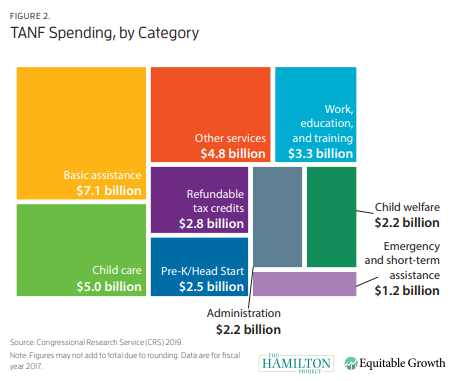 FIGURE 2.
TANF Spending, by Category
Basic assistance
$7.1 billion
Other services
$4.8 billion
Work,
education,
and training
$3.3 billion
Child care
$5.0 billion
Refundable
tax credits
$2.8 billion
Pre-K/Head Start
$2.5 billion
Child welfare
$2.2 billion
Emergency
and short-term
assistance
$1.2 billion
Administration
$2.2 billion
Source: Congressional Research Service (CRS) 2019.
Note: Figures may not add to total due to rounding. Data are for fiscal
year 2017.
THE
HAMILTON
PROJECT
Equitable Growth